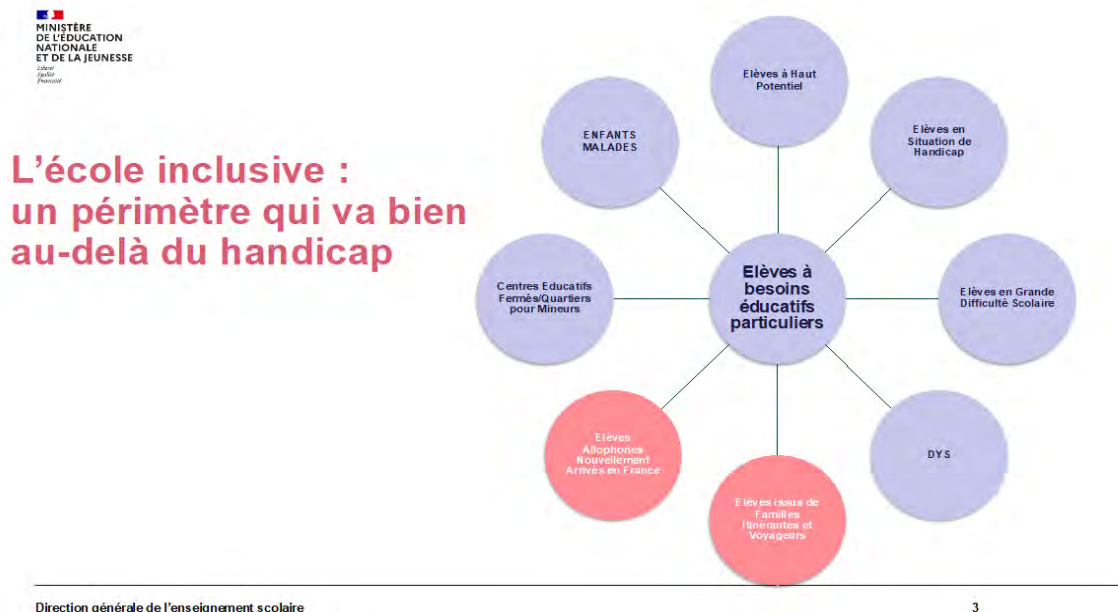 MINISTÈRE
DE L'ÉDUCATION
NATIONALE
ET DE LA JEUNESSE
Liberté
Égalité
Fraternité
L'école inclusive :
un périmètre qui va bien
au-delà du handicap
Elèves à Haut
Potentiel
ENFANTS
MALADES
Elèves en
Situation de
Handicap
Centres Educatifs
Fermés/Quartiers
pour Mineurs
Elèves à
besoins
éducatifs
particuliers
Elèves en Grande
Difficulté Scolaire
Elèves
Allophones
Nouvellement
Arrivés en France
Elèves issus de
Familles
Itinérantes et
Voyageurs
DYS
Direction générale de l'enseignement scolaire
3